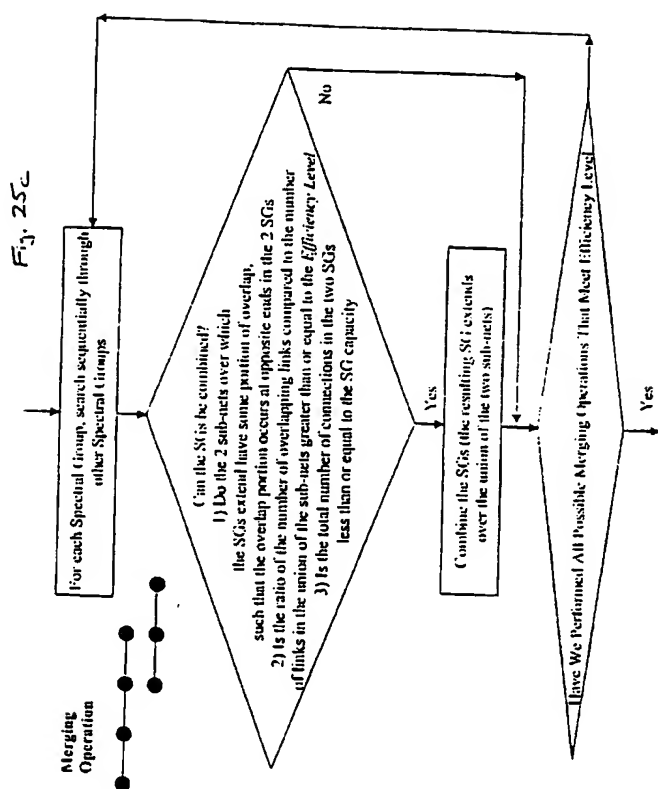 Fig. 25c
Merging
Operation
For each Spectral Group, search sequentially through
other Spectral Groups
Can the SGs be combined?
1) Do the 2 sub-nets over which
the SGs extend have some portion of overlap,
such that the overlap portion occurs at opposite ends in the 2 SGs
2) Is the ratio of the number of overlapping links compared to the number
of links in the union of the sub-nets greater than or equal to the Efficiency Level
3) Is the total number of connections in the two SGs
less than or equal to the SG capacity
No
Yes
Combine the SGs (the resulting SG extends
over the union of the two sub-nets)
Have We Performed All Possible Merging Operations That Meet Efficiency Level
Yes